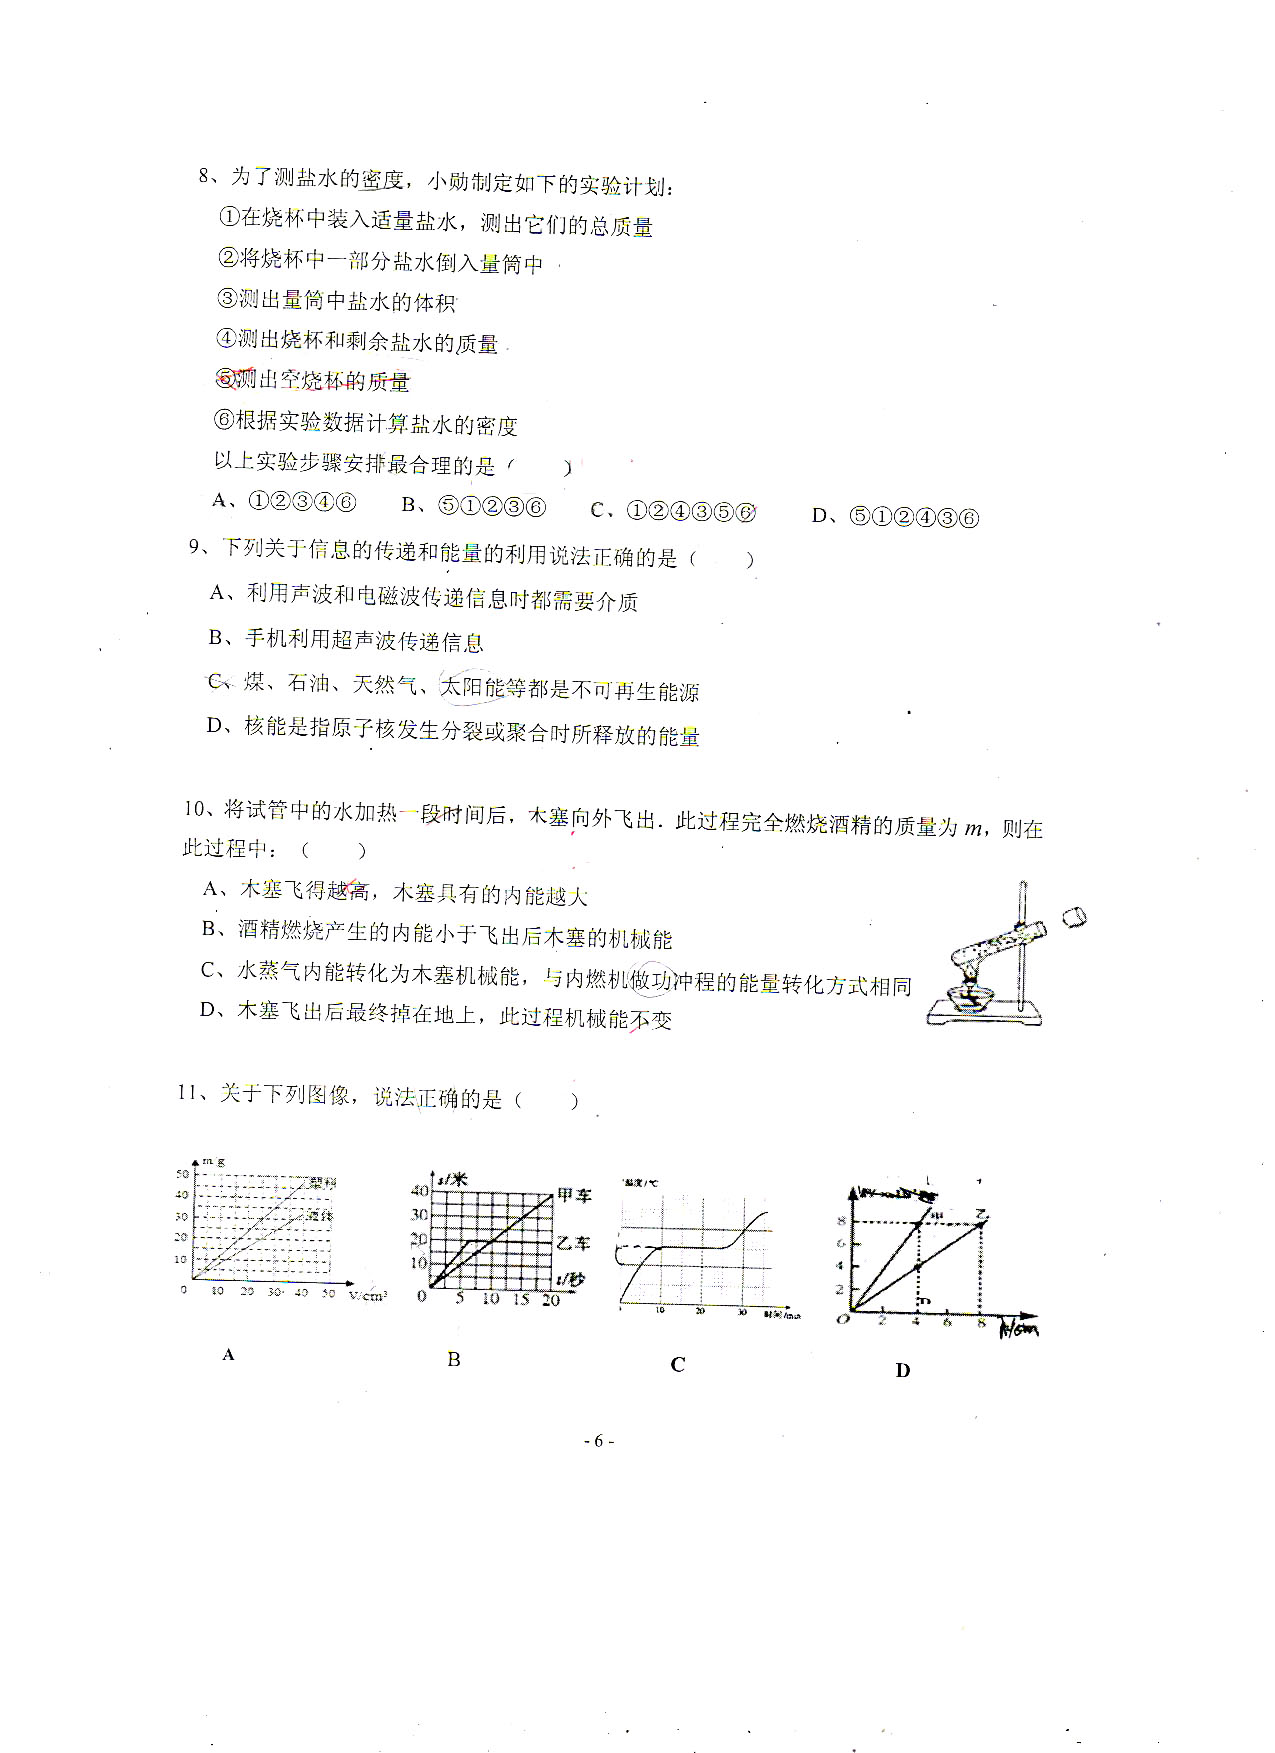 8、为了测盐水的密度，小勋制定如下的实验计划：
①在烧杯中装入适量盐水，测出它们的总质量
②将烧杯中一部分盐水倒入量筒中
③测出量筒中盐水的体积
④测出烧杯和剩余盐水的质量
⑤测出空烧杯的质量
⑥根据实验数据计算盐水的密度
以上实验步骤安排最合理的是（　　）
A、①②③④⑥　　B、⑤①②③⑥　　C、①②④③⑤⑥　　D、⑤①②④③⑥
9、下列关于信息的传递和能量的利用说法正确的是（　　）
A、利用声波和电磁波传递信息时都需要介质
B、手机利用超声波传递信息
C、煤、石油、天然气、太阳能等都是不可再生能源
D、核能是指原子核发生分裂或聚合时所释放的能量
10、将试管中的水加热一段时间后，木塞向外飞出．此过程完全燃烧酒精的质量为 m，则在
此过程中：（　　）
A、木塞飞得越高，木塞具有的内能越大
B、酒精燃烧产生的内能小于飞出后木塞的机械能
C、水蒸气内能转化为木塞机械能，与内燃机做功冲程的能量转化方式相同
D、木塞飞出后最终掉在地上，此过程机械能不变
11、关于下列图像，说法正确的是（　　）
m/g
50
40
30
20
10
0 10 20 30 40 50 V/cm³
塑料
液体
s/米
40
30
20
10
0 5 10 15 20
甲车
乙车
t/秒
温度/℃
10 20 30 时间/min
8
6
4
2
O 2 4 6 8
甲 乙
A B C D
- 6 -